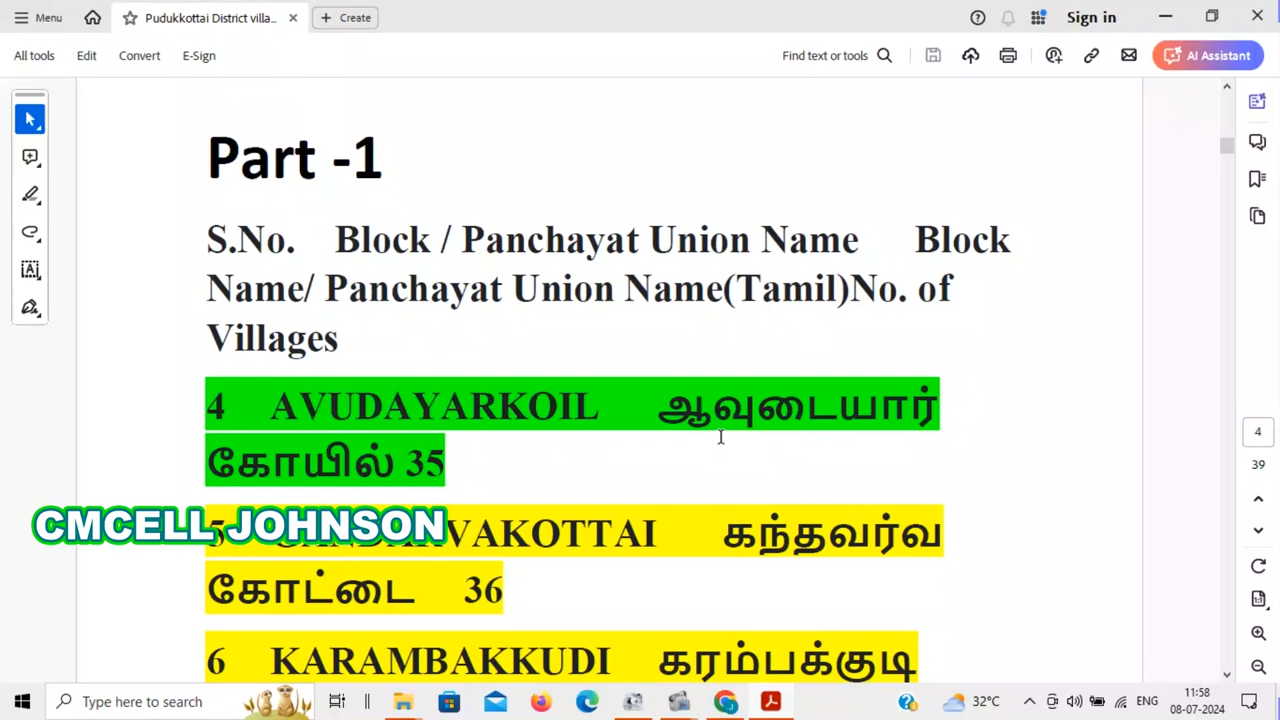 Menu
Pudukkottai District villa...
Create
Sign in
All tools Edit Convert E-Sign
Find text or tools
AI Assistant
Part -1
S.No. Block / Panchayat Union Name Block
Name/ Panchayat Union Name(Tamil)No. of
Villages
4 AVUDAYARKOIL ஆவுடையார்
கோயில் 35
CMCELL JOHNSON
கந்தவர்வ
கோட்டை 36
6 KARAMBAKKUDI கரம்பக்குடி
4
39
Type here to search
32°C
ENG
11:58
08-07-2024